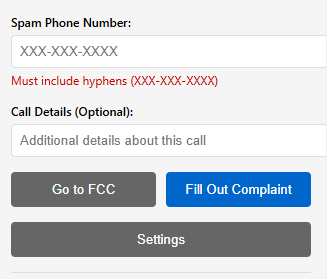 Spam Phone Number:
XXX-XXX-XXXX
Must include hyphens (XXX-XXX-XXXX)
Call Details (Optional):
Additional details about this call
Go to FCC
Fill Out Complaint
Settings